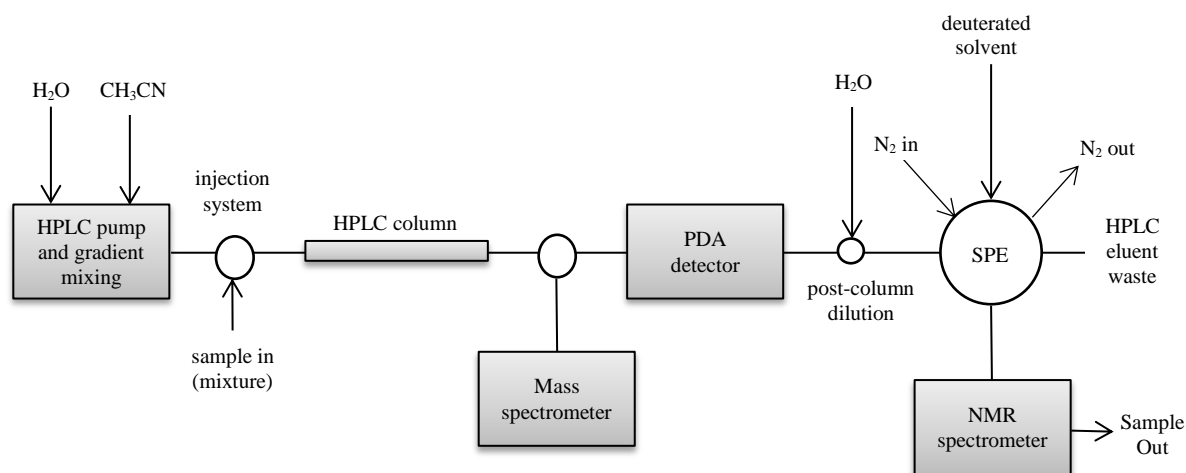 H₂O
CH₃CN
injection
system
HPLC pump
and gradient
mixing
sample in
(mixture)
HPLC column
Mass
spectrometer
PDA
detector
H₂O
post-column
dilution
deuterated
solvent
N₂ in
N₂ out
SPE
HPLC
eluent
waste
NMR
spectrometer
Sample
Out